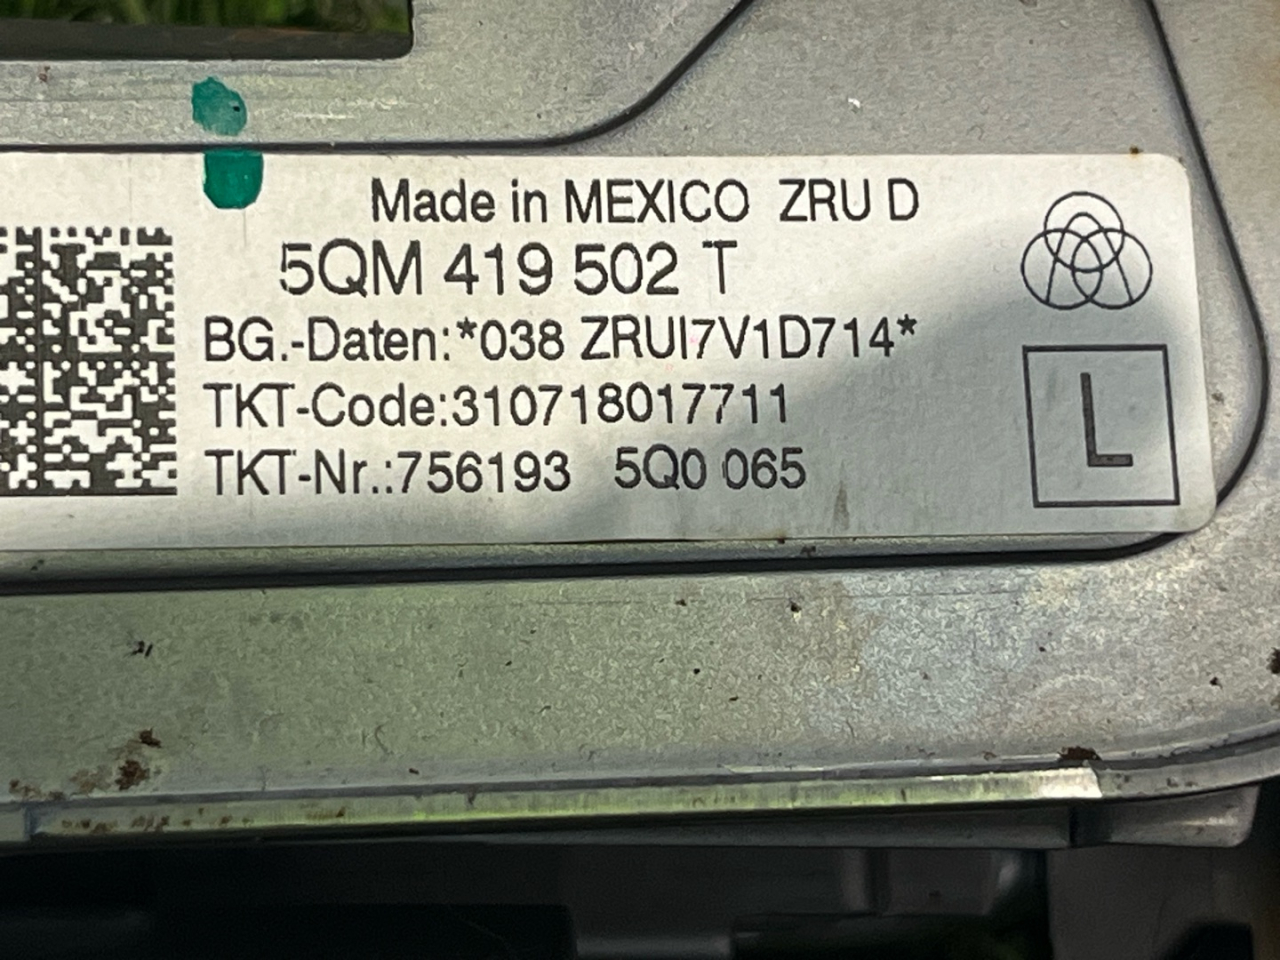 Made in MEXICO ZRU D
5QM 419 502 T
BG.-Daten:*038 ZRUI7V1D714*
TKT-Code:310718017711
TKT-Nr.:756193 5Q0 065
L